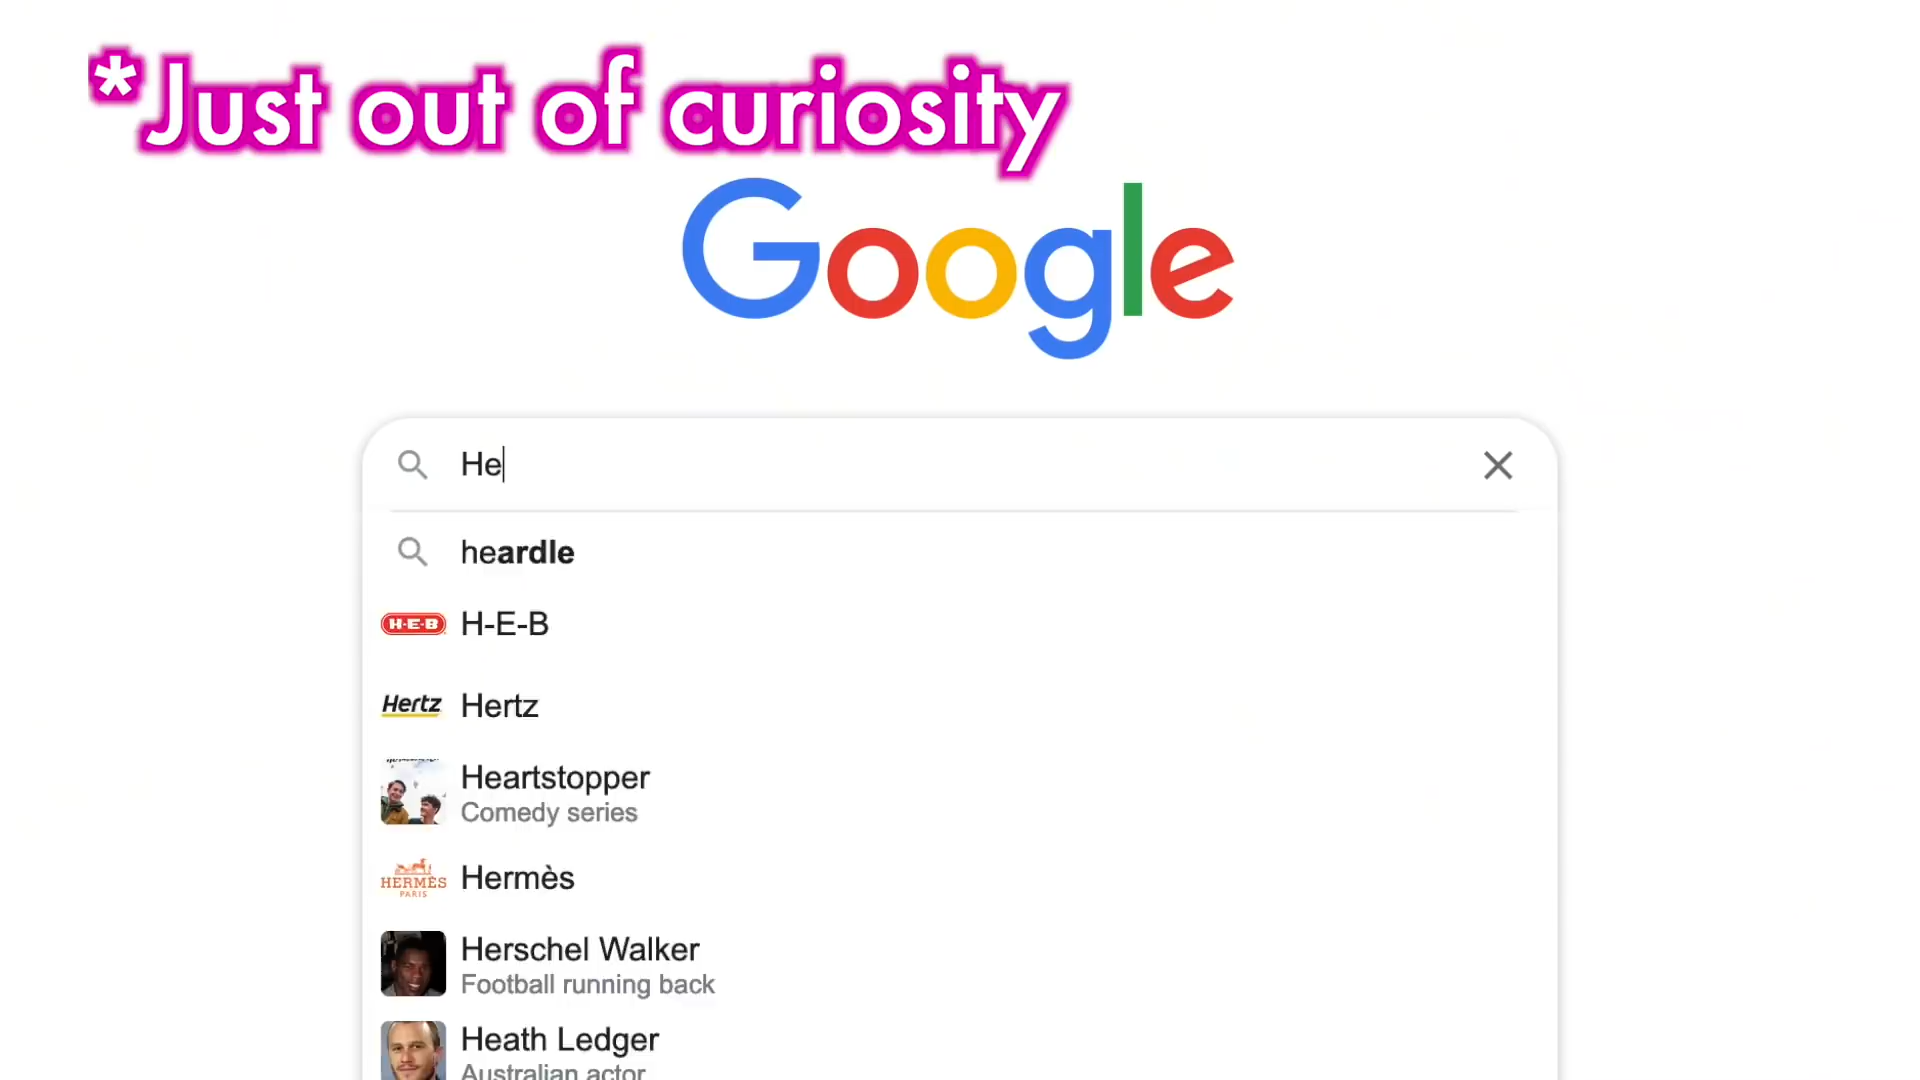 *Just out of curiosity
Google
He
heardle
H-E-B H-E-B
Hertz Hertz
Heartstopper
Comedy series
HERMÈS
PARIS
Hermès
Herschel Walker
Football running back
Heath Ledger
Australian actor